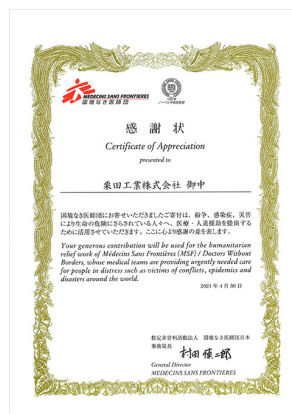 MEDECINS SANS FRONTIERES
国境なき医師団
感謝状
Certificate of Appreciation
presented to
栗田工業株式会社 御中
国境なき医師団にお寄せいただきましたご寄付は、紛争、感染症、災害
により生命の危険にさらされている人々へ、医療・人道援助を提供する
ために活用させていただきます。ここに心より感謝の意を表します。
Your generous contribution will be used for the humanitarian
relief work of Médecins Sans Frontières (MSF) / Doctors Without
Borders, whose medical teams are providing urgently needed care
for people in distress such as victims of conflicts, epidemics and
disasters around the world.
2021年4月30日
特定非営利活動法人 国境なき医師団日本
事務局長
村田慎二郎
General Director
MEDECINS SANS FRONTIERES